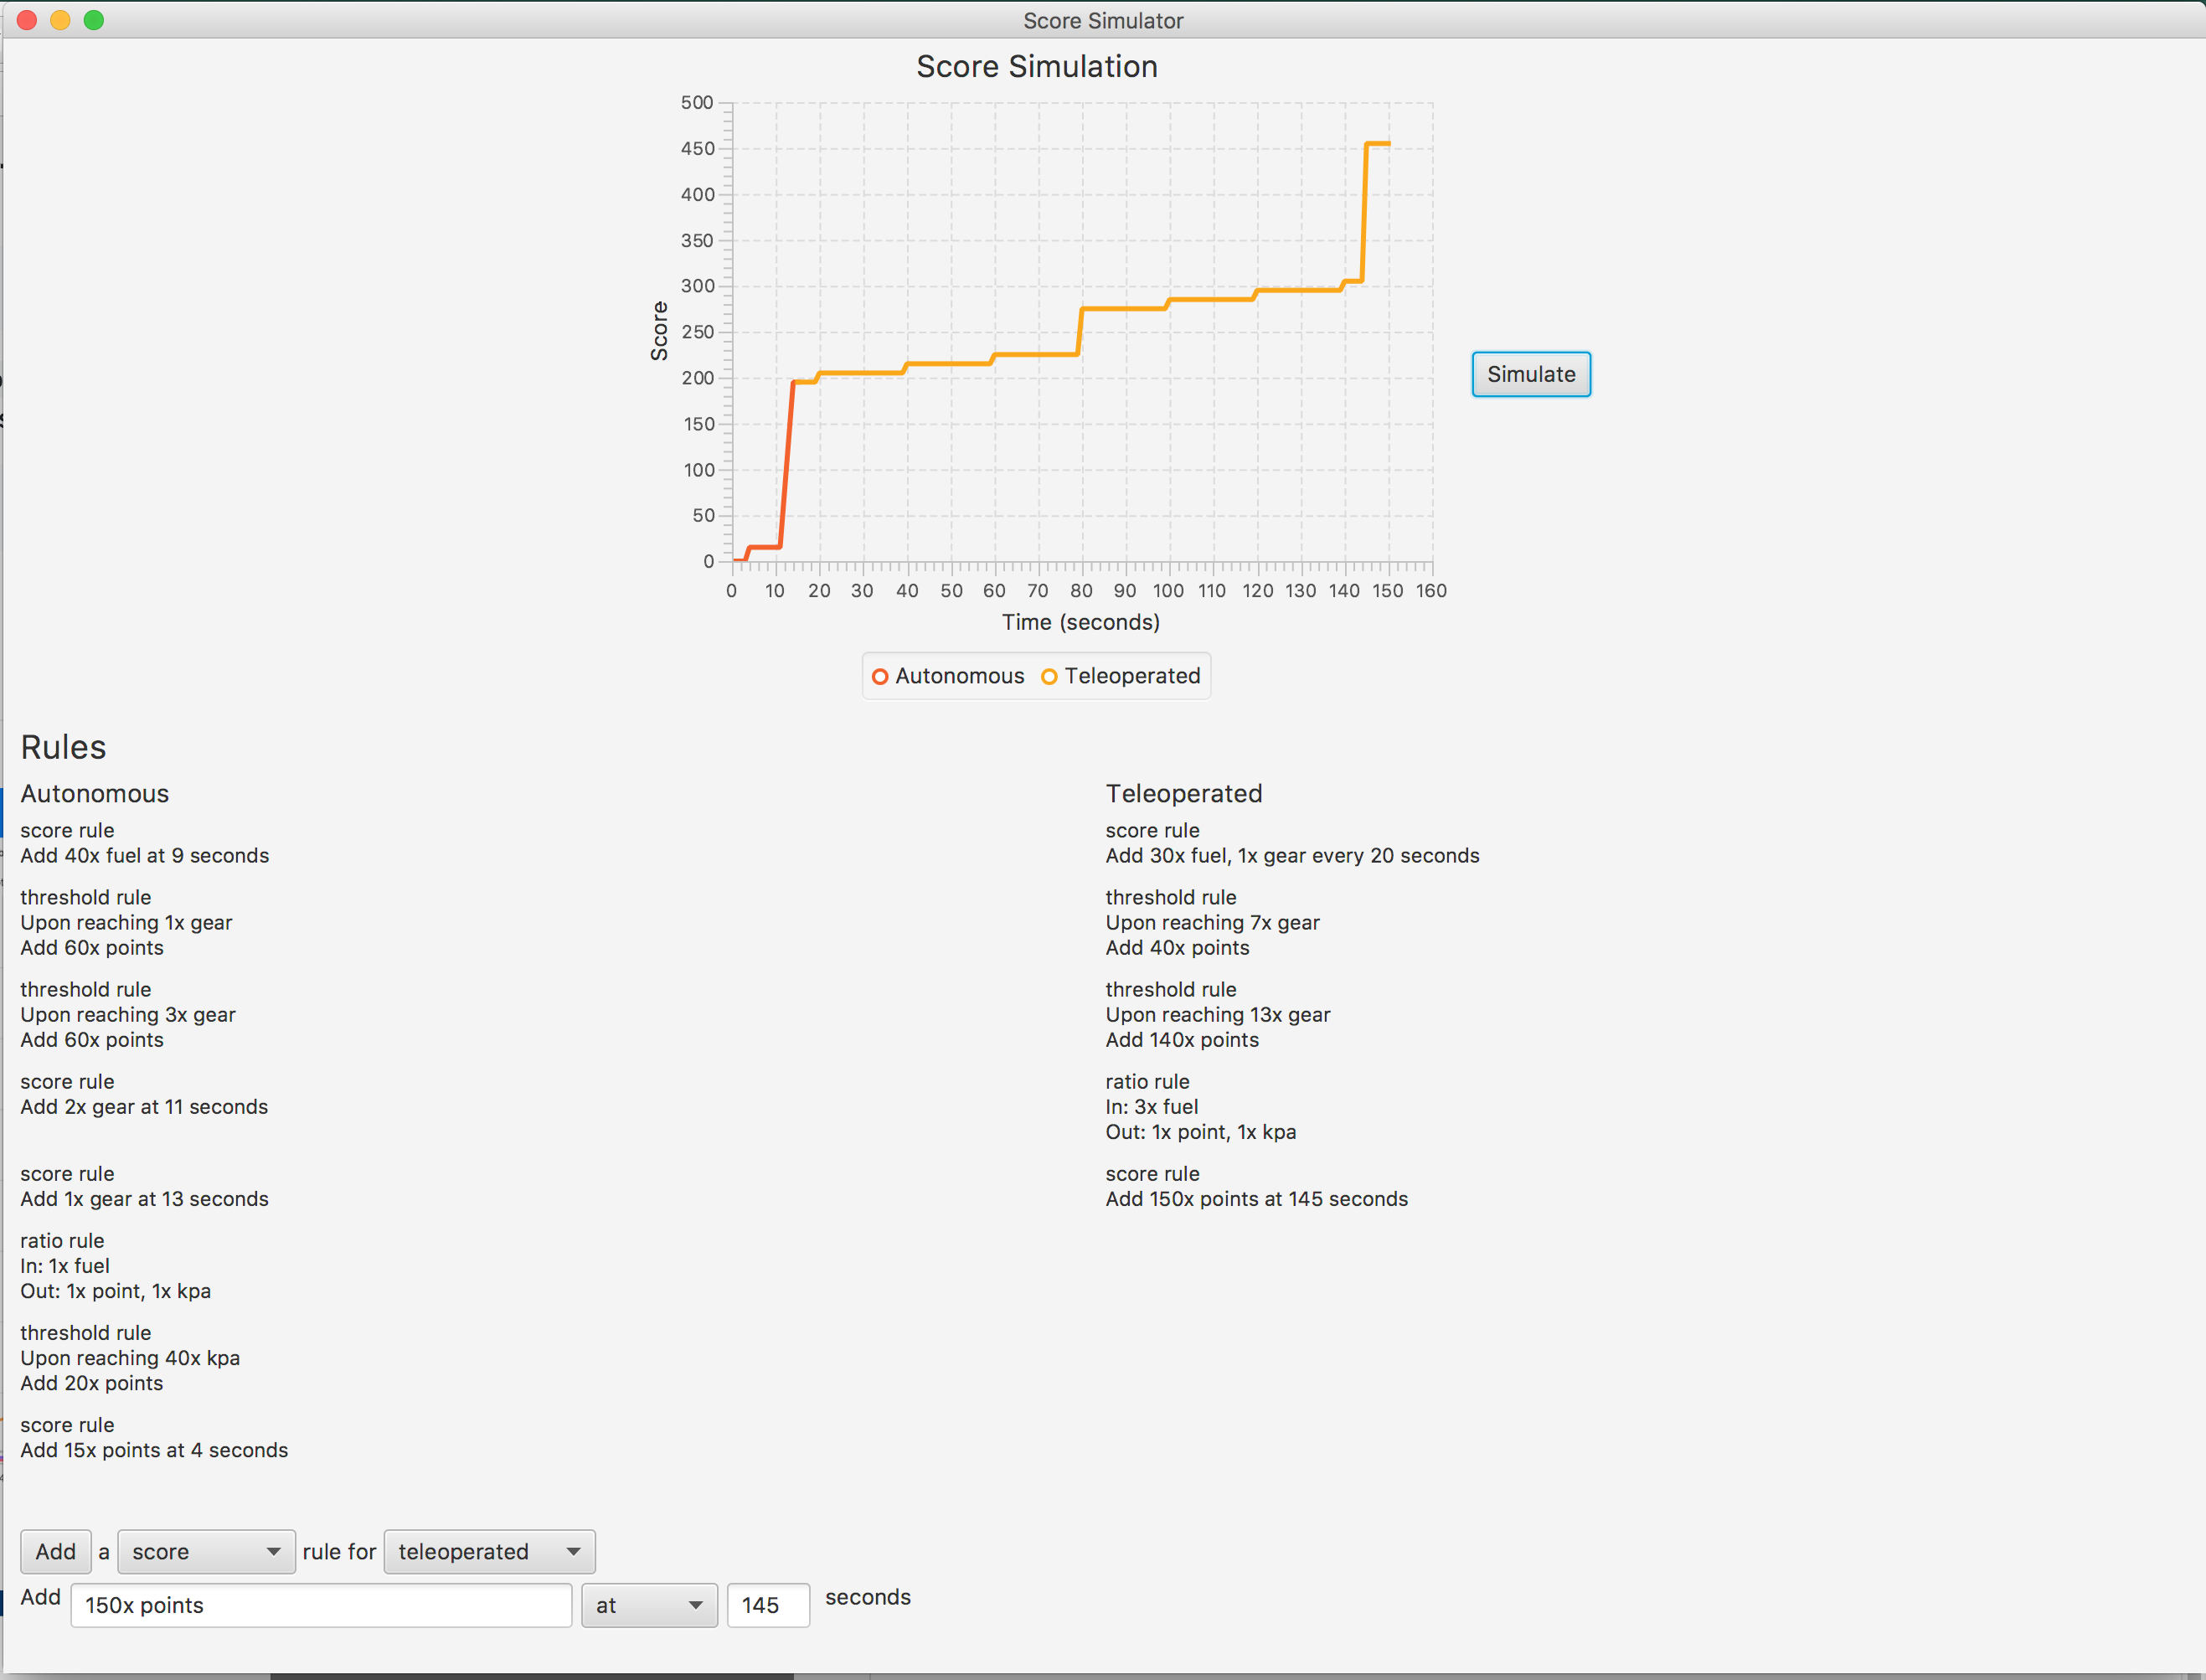 Score Simulator
Score Simulation
500
450
400
350
300
250
200
150
100
50
0
Score
0 10 20 30 40 50 60 70 80 90 100 110 120 130 140 150 160
Time (seconds)
Autonomous Teleoperated
Simulate
Rules
Autonomous
score rule
Add 40x fuel at 9 seconds
threshold rule
Upon reaching 1x gear
Add 60x points
threshold rule
Upon reaching 3x gear
Add 60x points
score rule
Add 2x gear at 11 seconds
score rule
Add 1x gear at 13 seconds
ratio rule
In: 1x fuel
Out: 1x point, 1x kpa
threshold rule
Upon reaching 40x kpa
Add 20x points
score rule
Add 15x points at 4 seconds
Teleoperated
score rule
Add 30x fuel, 1x gear every 20 seconds
threshold rule
Upon reaching 7x gear
Add 40x points
threshold rule
Upon reaching 13x gear
Add 140x points
ratio rule
In: 3x fuel
Out: 1x point, 1x kpa
score rule
Add 150x points at 145 seconds
Add a score rule for teleoperated
Add 150x points at 145 seconds